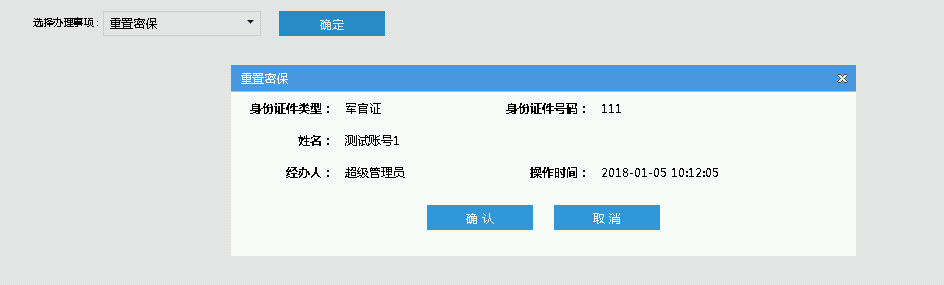 选择办理事项： 重置密保 确定
重置密保
身份证件类型： 军官证 身份证件号码： 111
姓名： 测试账号1
经办人： 超级管理员 操作时间： 2018-01-05 10:12:05
确 认 取 消